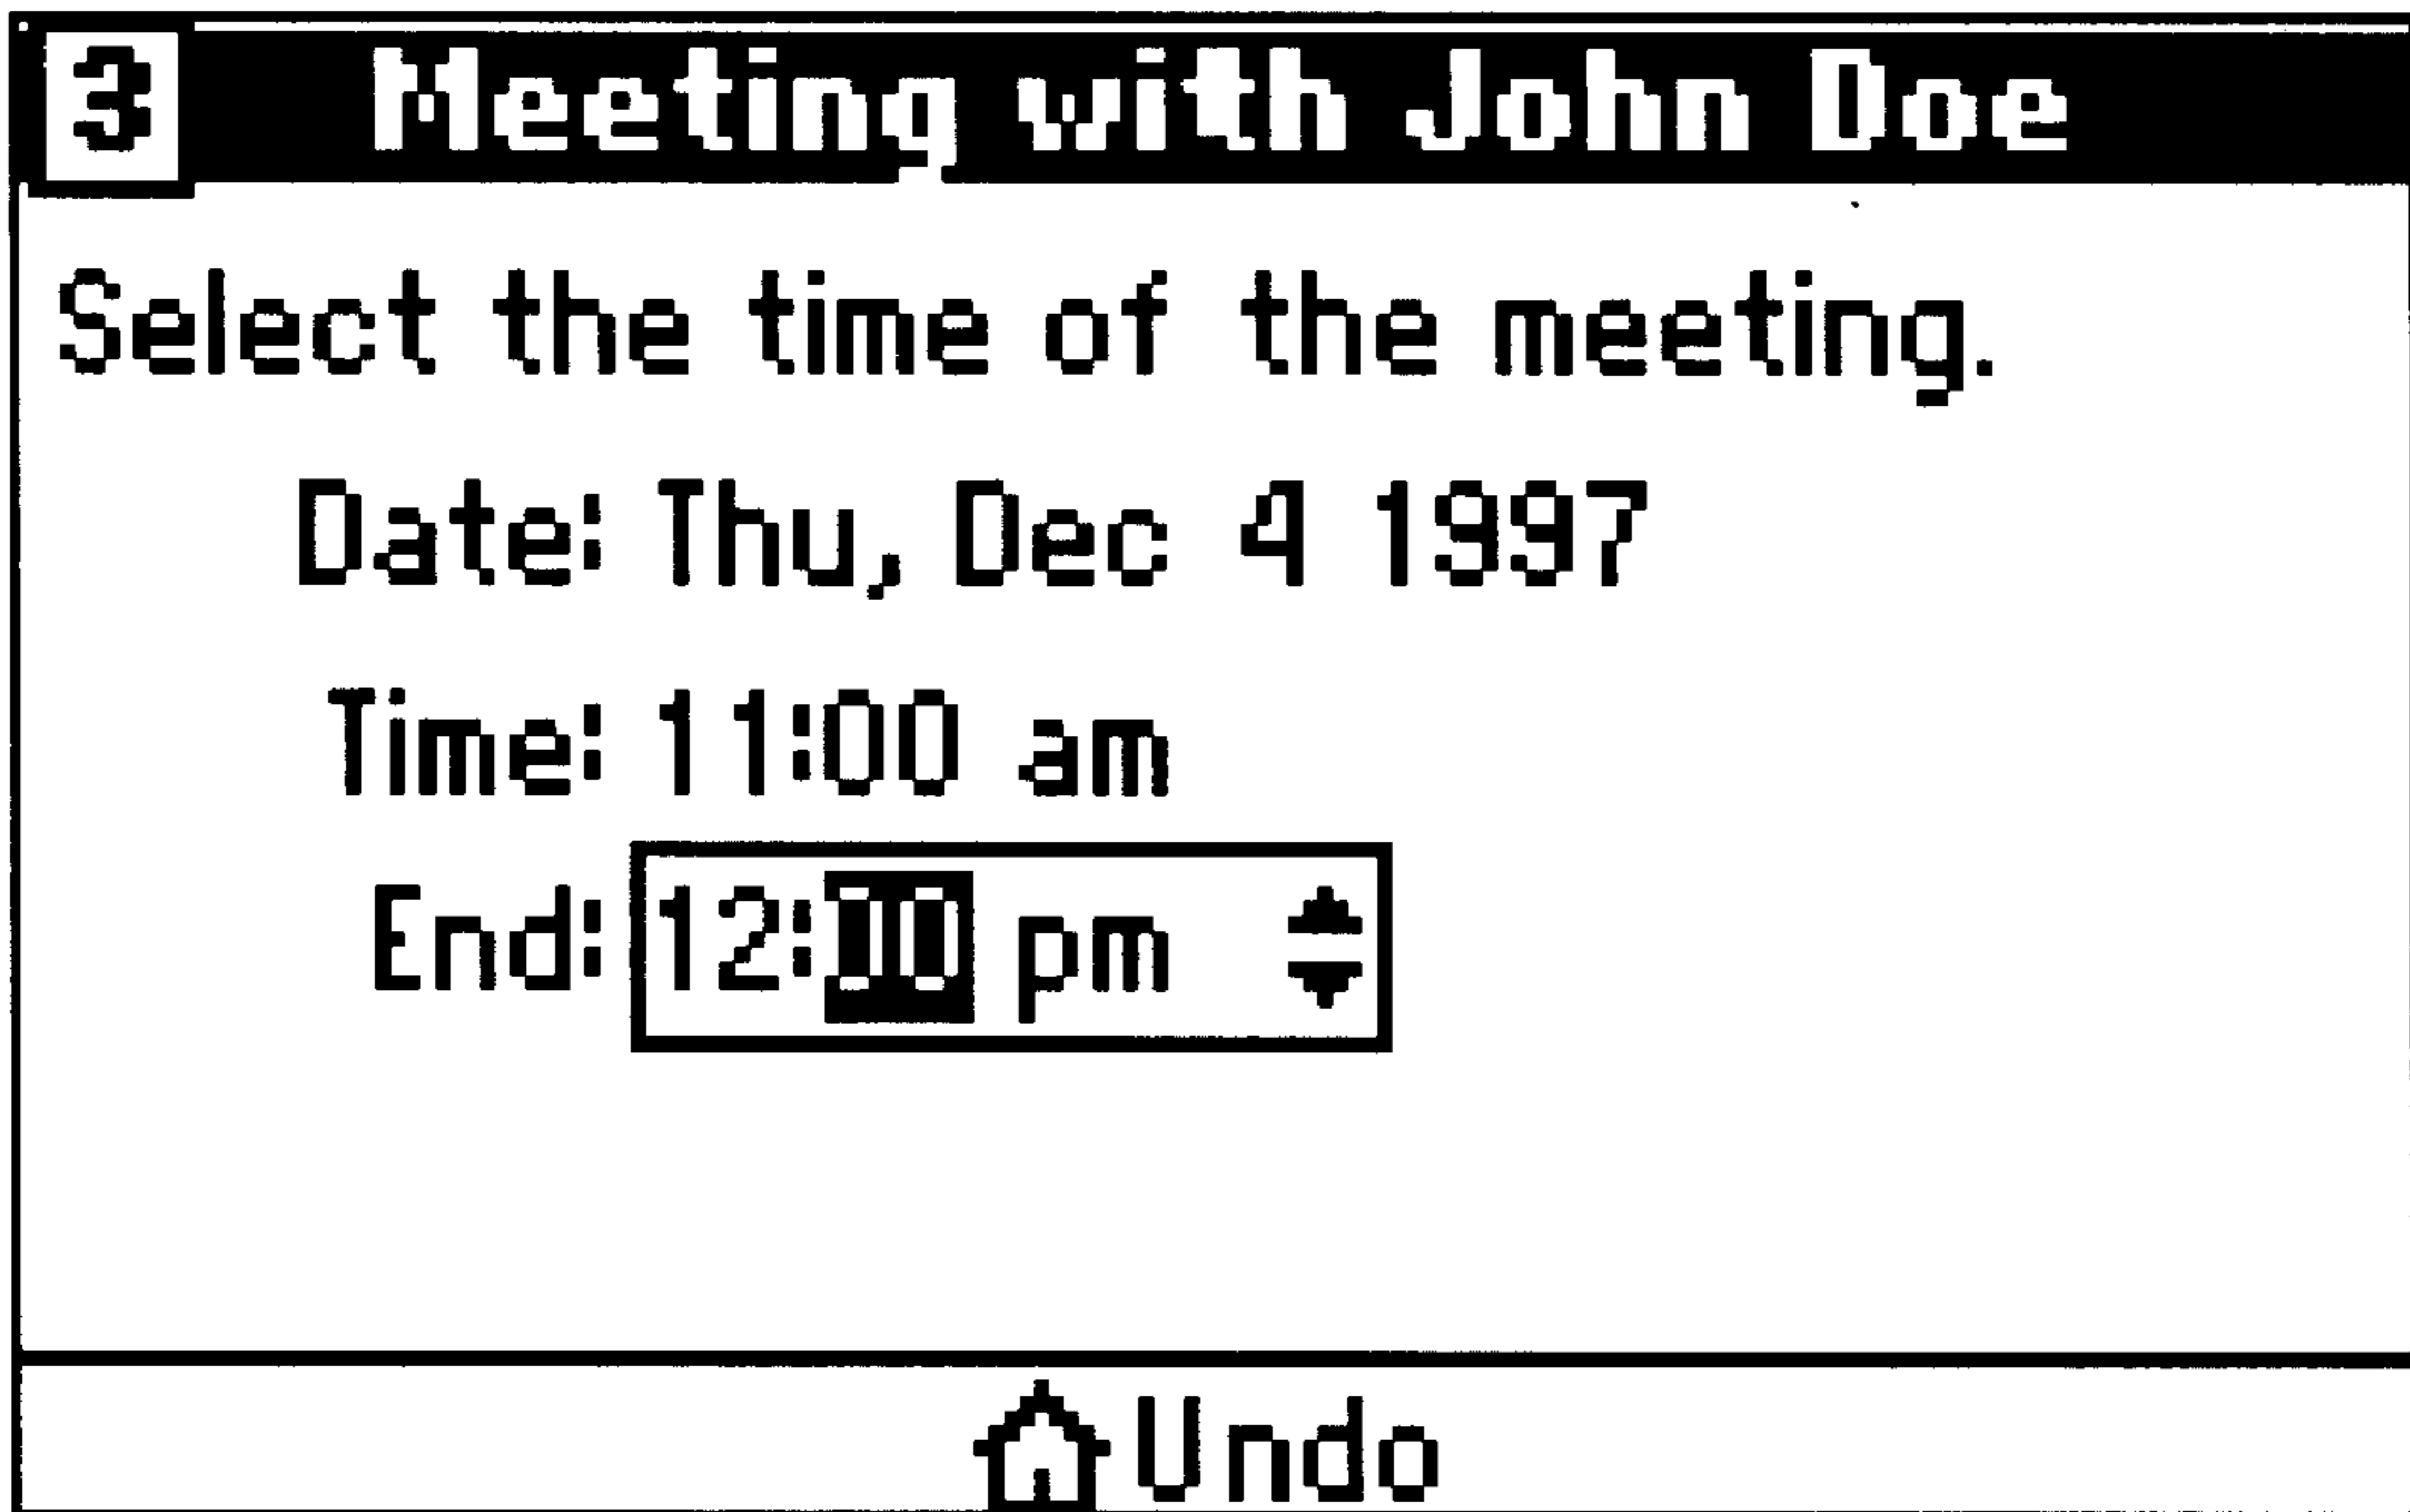 3 Meeting with John Doe
Select the time of the meeting.
Date: Thu, Dec 4 1997
Time: 11:00 am
End: 12:00 pm
Undo